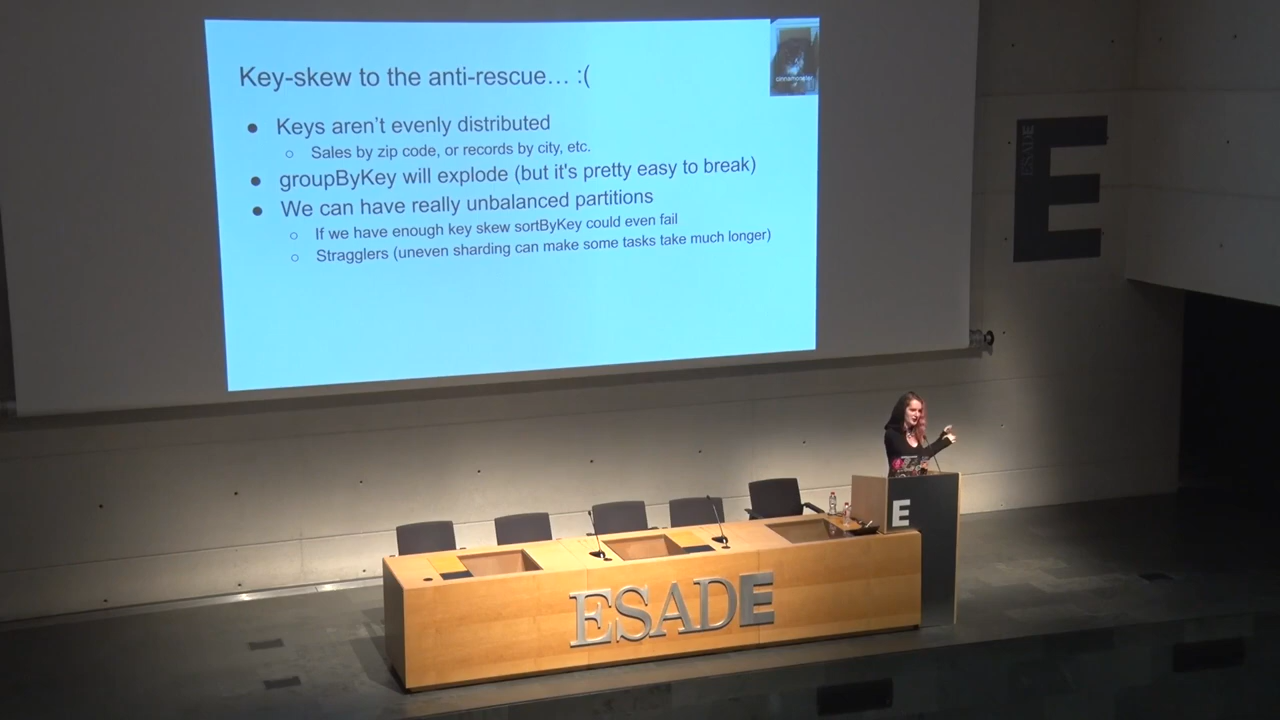 Key-skew to the anti-rescue… :(
cinnamonster
● Keys aren't evenly distributed
○ Sales by zip code, or records by city, etc.
● groupByKey will explode (but it's pretty easy to break)
● We can have really unbalanced partitions
○ If we have enough key skew sortByKey could even fail
○ Stragglers (uneven sharding can make some tasks take much longer)
ESADE
E
E
ESADE